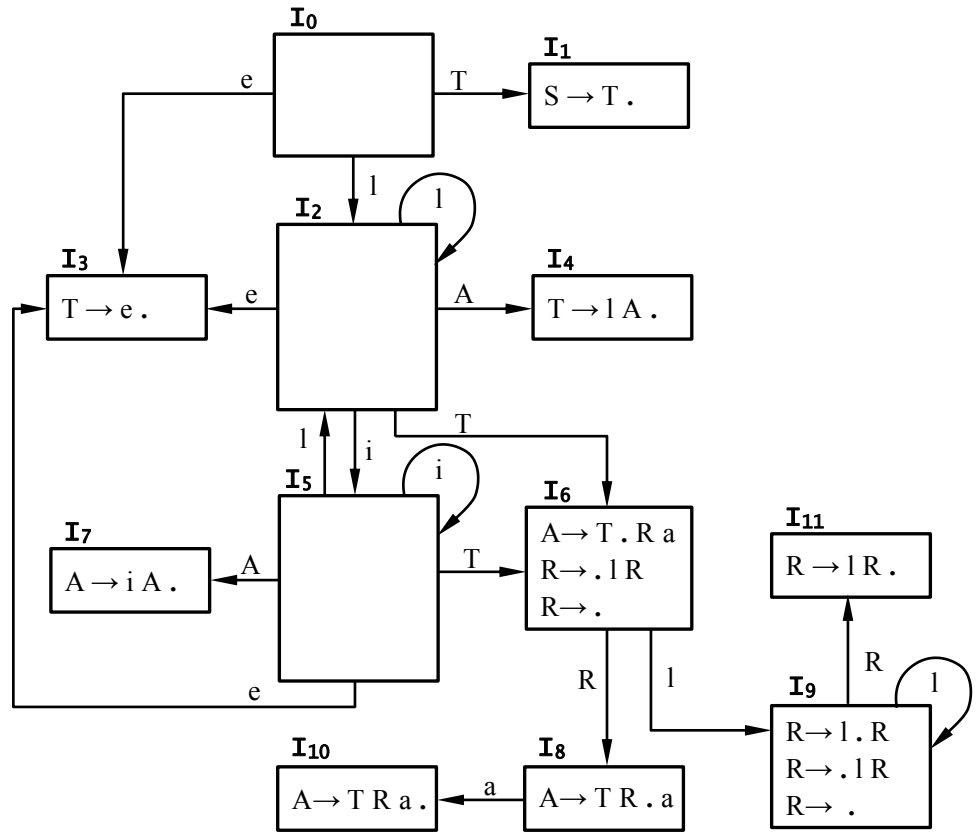 I₀
I₁
e
T
S → T .
l
I₂
l
I₃
I₄
T → e .
e
A
T → l A .
T
l
i
I₅
i
I₆
I₇
A → T . R a
R → . l R
R → .
I₁₁
R → l R .
A → i A .
A
T
e
R
l
R
I₉
l
R → l . R
R → . l R
R → .
I₁₀
I₈
A → T R a .
a
A → T R . a